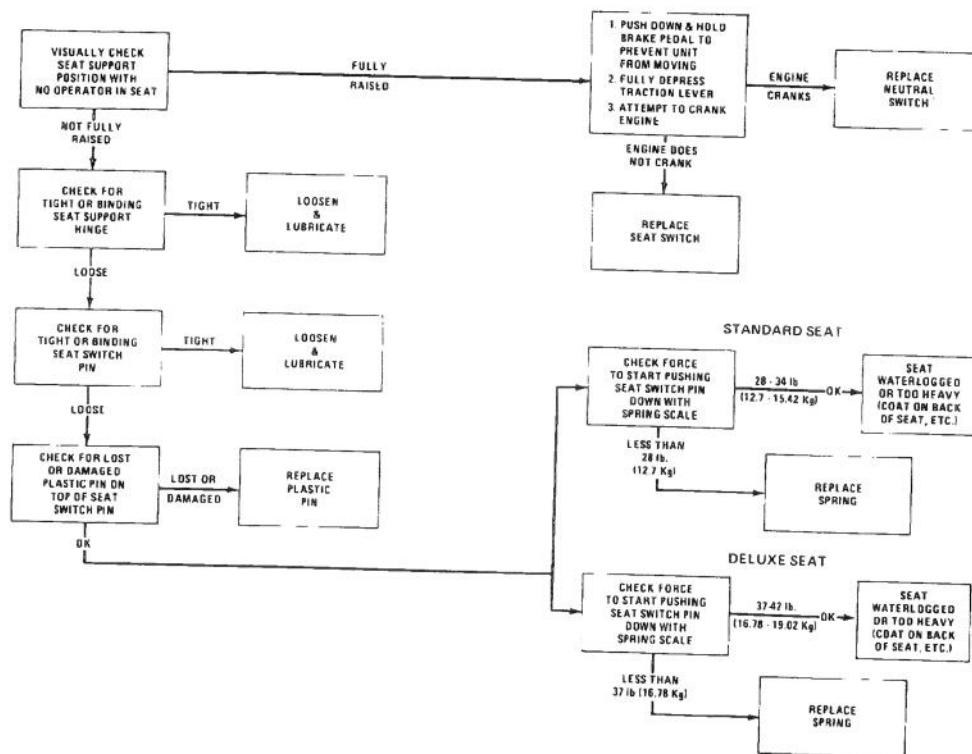 VISUALLY CHECK
SEAT SUPPORT
POSITION WITH
NO OPERATOR IN SEAT
FULLY
RAISED
1. PUSH DOWN & HOLD
BRAKE PEDAL TO
PREVENT UNIT
FROM MOVING
2. FULLY DEPRESS
TRACTION LEVER
3. ATTEMPT TO CRANK
ENGINE
ENGINE
CRANKS
REPLACE
NEUTRAL
SWITCH
NOT FULLY
RAISED
ENGINE DOES
NOT CRANK
REPLACE
SEAT SWITCH
CHECK FOR
TIGHT OR BINDING
SEAT SUPPORT
HINGE
TIGHT
LOOSEN
&
LUBRICATE
LOOSE
CHECK FOR
TIGHT OR BINDING
SEAT SWITCH
PIN
TIGHT
LOOSEN
&
LUBRICATE
LOOSE
CHECK FOR LOST
OR DAMAGED
PLASTIC PIN ON
TOP OF SEAT
SWITCH PIN
LOST OR
DAMAGED
REPLACE
PLASTIC
PIN
OK
STANDARD SEAT
CHECK FORCE
TO START PUSHING
SEAT SWITCH PIN
DOWN WITH
SPRING SCALE
28 - 34 lb
(12.7 - 15.42 Kg)
OK
SEAT
WATERLOGGED
OR TOO HEAVY
(COAT ON BACK
OF SEAT, ETC.)
LESS THAN
28 lb.
(12.7 Kg)
REPLACE
SPRING
DELUXE SEAT
CHECK FORCE
TO START PUSHING
SEAT SWITCH PIN
DOWN WITH
SPRING SCALE
37-42 lb.
(16.78 - 19.02 Kg)
OK
SEAT
WATERLOGGED
OR TOO HEAVY
(COAT ON BACK
OF SEAT, ETC.)
LESS THAN
37 lb (16.78 Kg)
REPLACE
SPRING